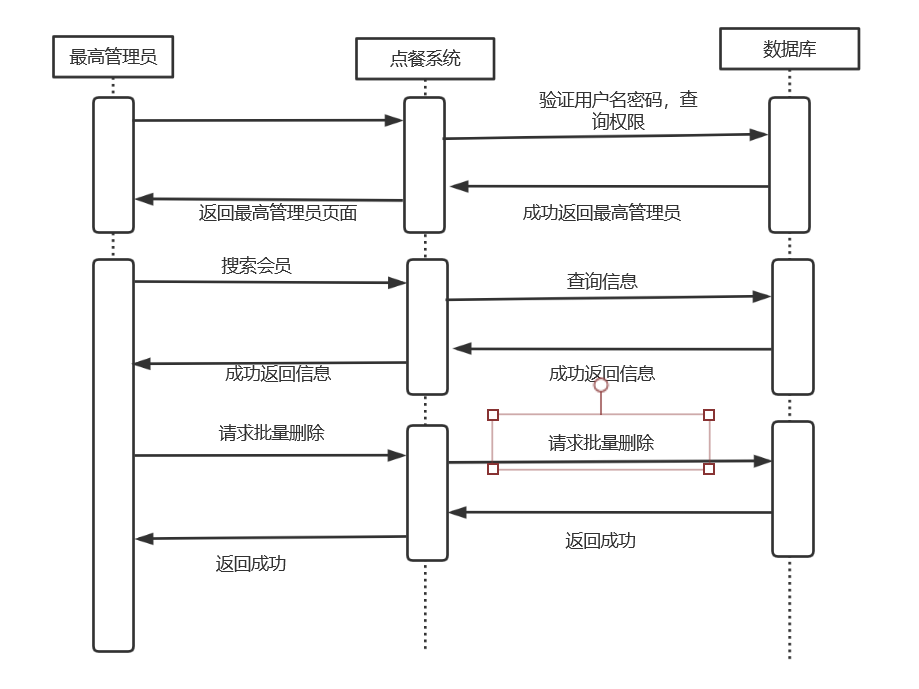 最高管理员
点餐系统
数据库
验证用户名密码，查
询权限
返回最高管理员页面
成功返回最高管理员
搜索会员
查询信息
成功返回信息
成功返回信息
请求批量删除
请求批量删除
返回成功
返回成功